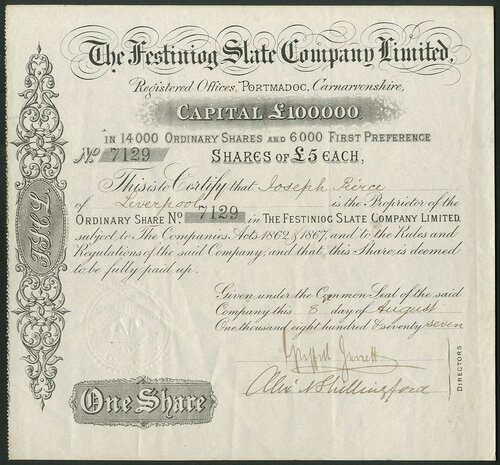 The Festiniog Slate Company Limited,
Registered Offices, PORTMADOC, Carnarvonshire,
CAPITAL £100000,
IN 14000 ORDINARY SHARES AND 6000 FIRST PREFERENCE
No 7129 SHARES OF £5 EACH,
This is to Certify that Joseph Pierce
of Liverpool is the Proprietor of the
ORDINARY SHARE No 7129 in THE FESTINIOG SLATE COMPANY LIMITED,
subject to The Companies Acts 1862 & 1867, and to the Rules and
Regulations of the said Company, and that this Share is deemed
to be fully paid up.
Given under the Common Seal of the said
Company this 8 day of August
One thousand eight hundred & seventy seven
Alexr N Shillingford
DIRECTORS
One Share